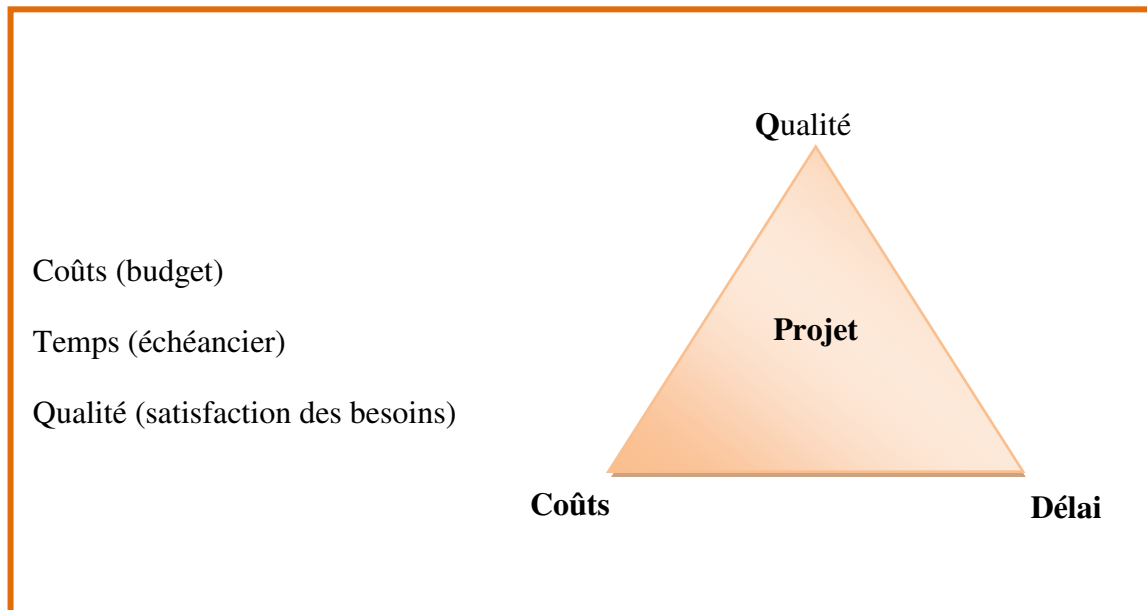 Coûts (budget)
Temps (échéancier)
Qualité (satisfaction des besoins)
Qualité
Projet
Coûts
Délai